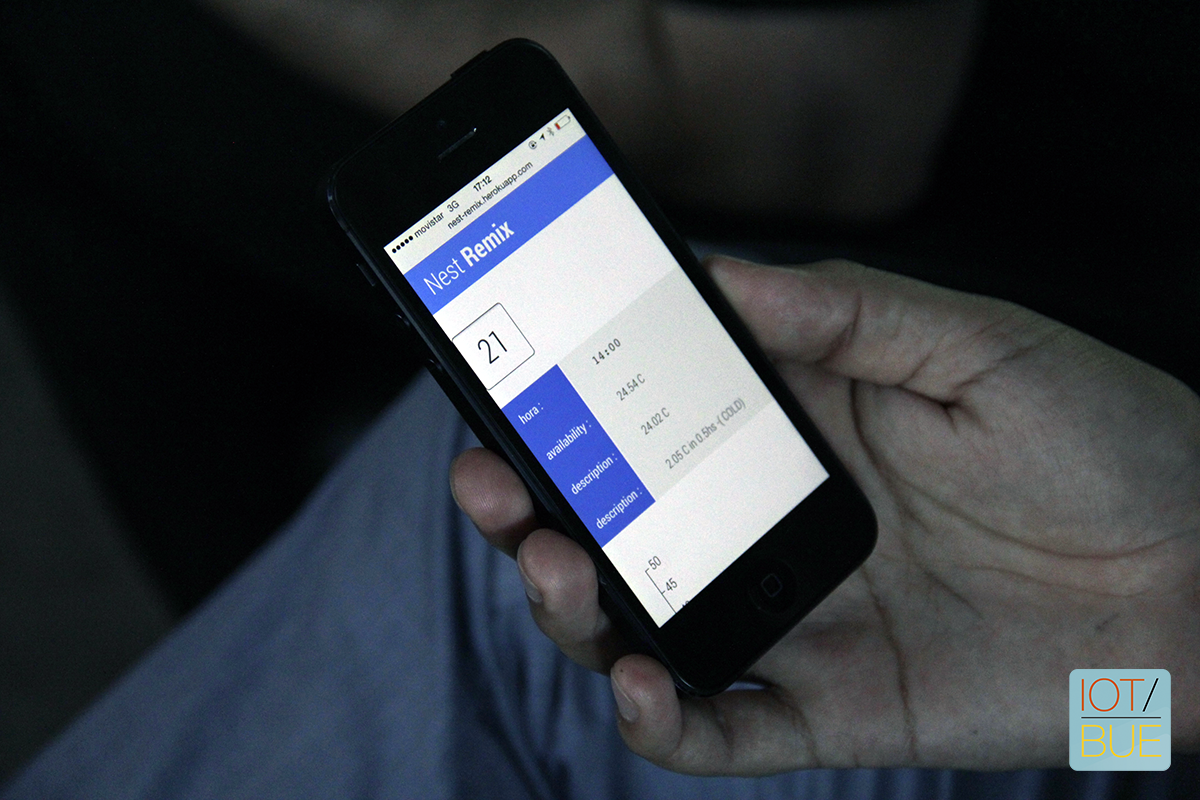 ●●●●● movistar 3G 17:12
nest-remix.herokuapp.com
Nest Remix
21
hora : 14:00
availability : 24.54 C
description : 24.02 C
description : 2.05 C in 0.5hs -( COLD)
50
45
IOT/
BUE